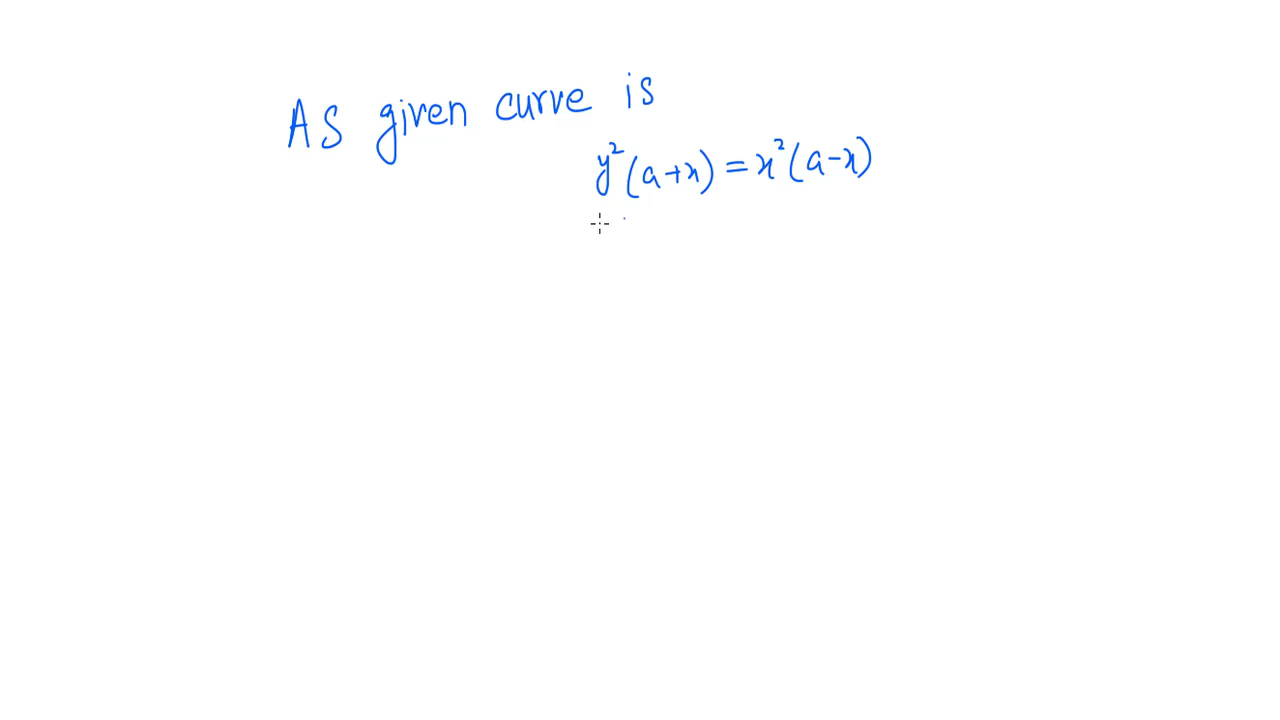 As given curve is
y²(a+x) = x²(a-x)